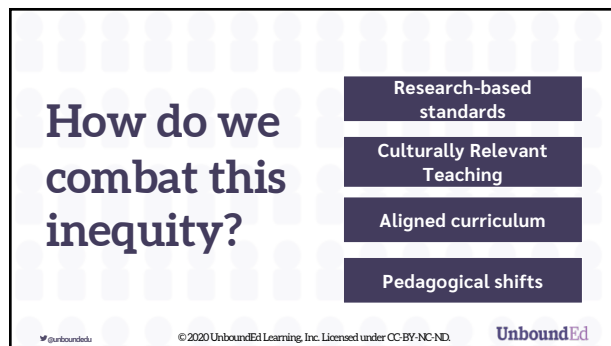 How do we
combat this
inequity?
Research-based
standards
Culturally Relevant
Teaching
Aligned curriculum
Pedagogical shifts
@unboundedu
© 2020 UnboundEd Learning, Inc. Licensed under CC-BY-NC-ND.
UnboundEd